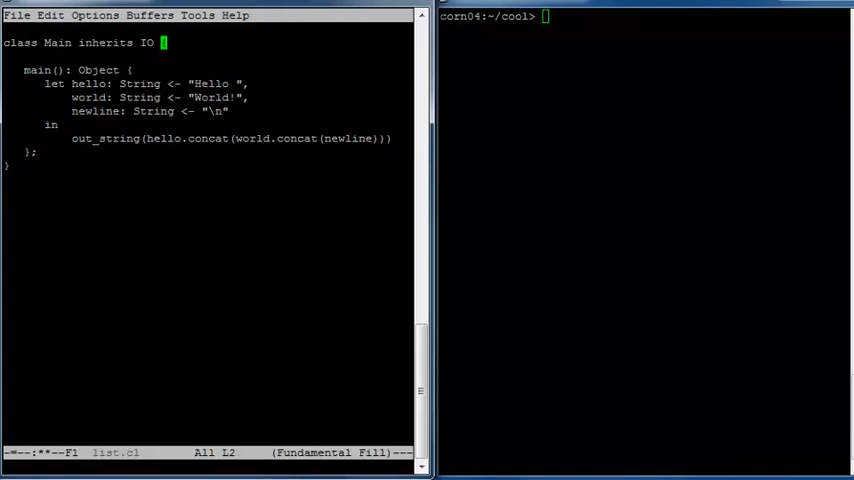 File Edit Options Buffers Tools Help
class Main inherits IO {
main(): Object {
let hello: String <- "Hello ",
world: String <- "World!",
newline: String <- "\n"
in
out_string(hello.concat(world.concat(newline)))
};
}
-=--:**--F1 list.cl All L2 (Fundamental Fill)---
corn04:~/cool>